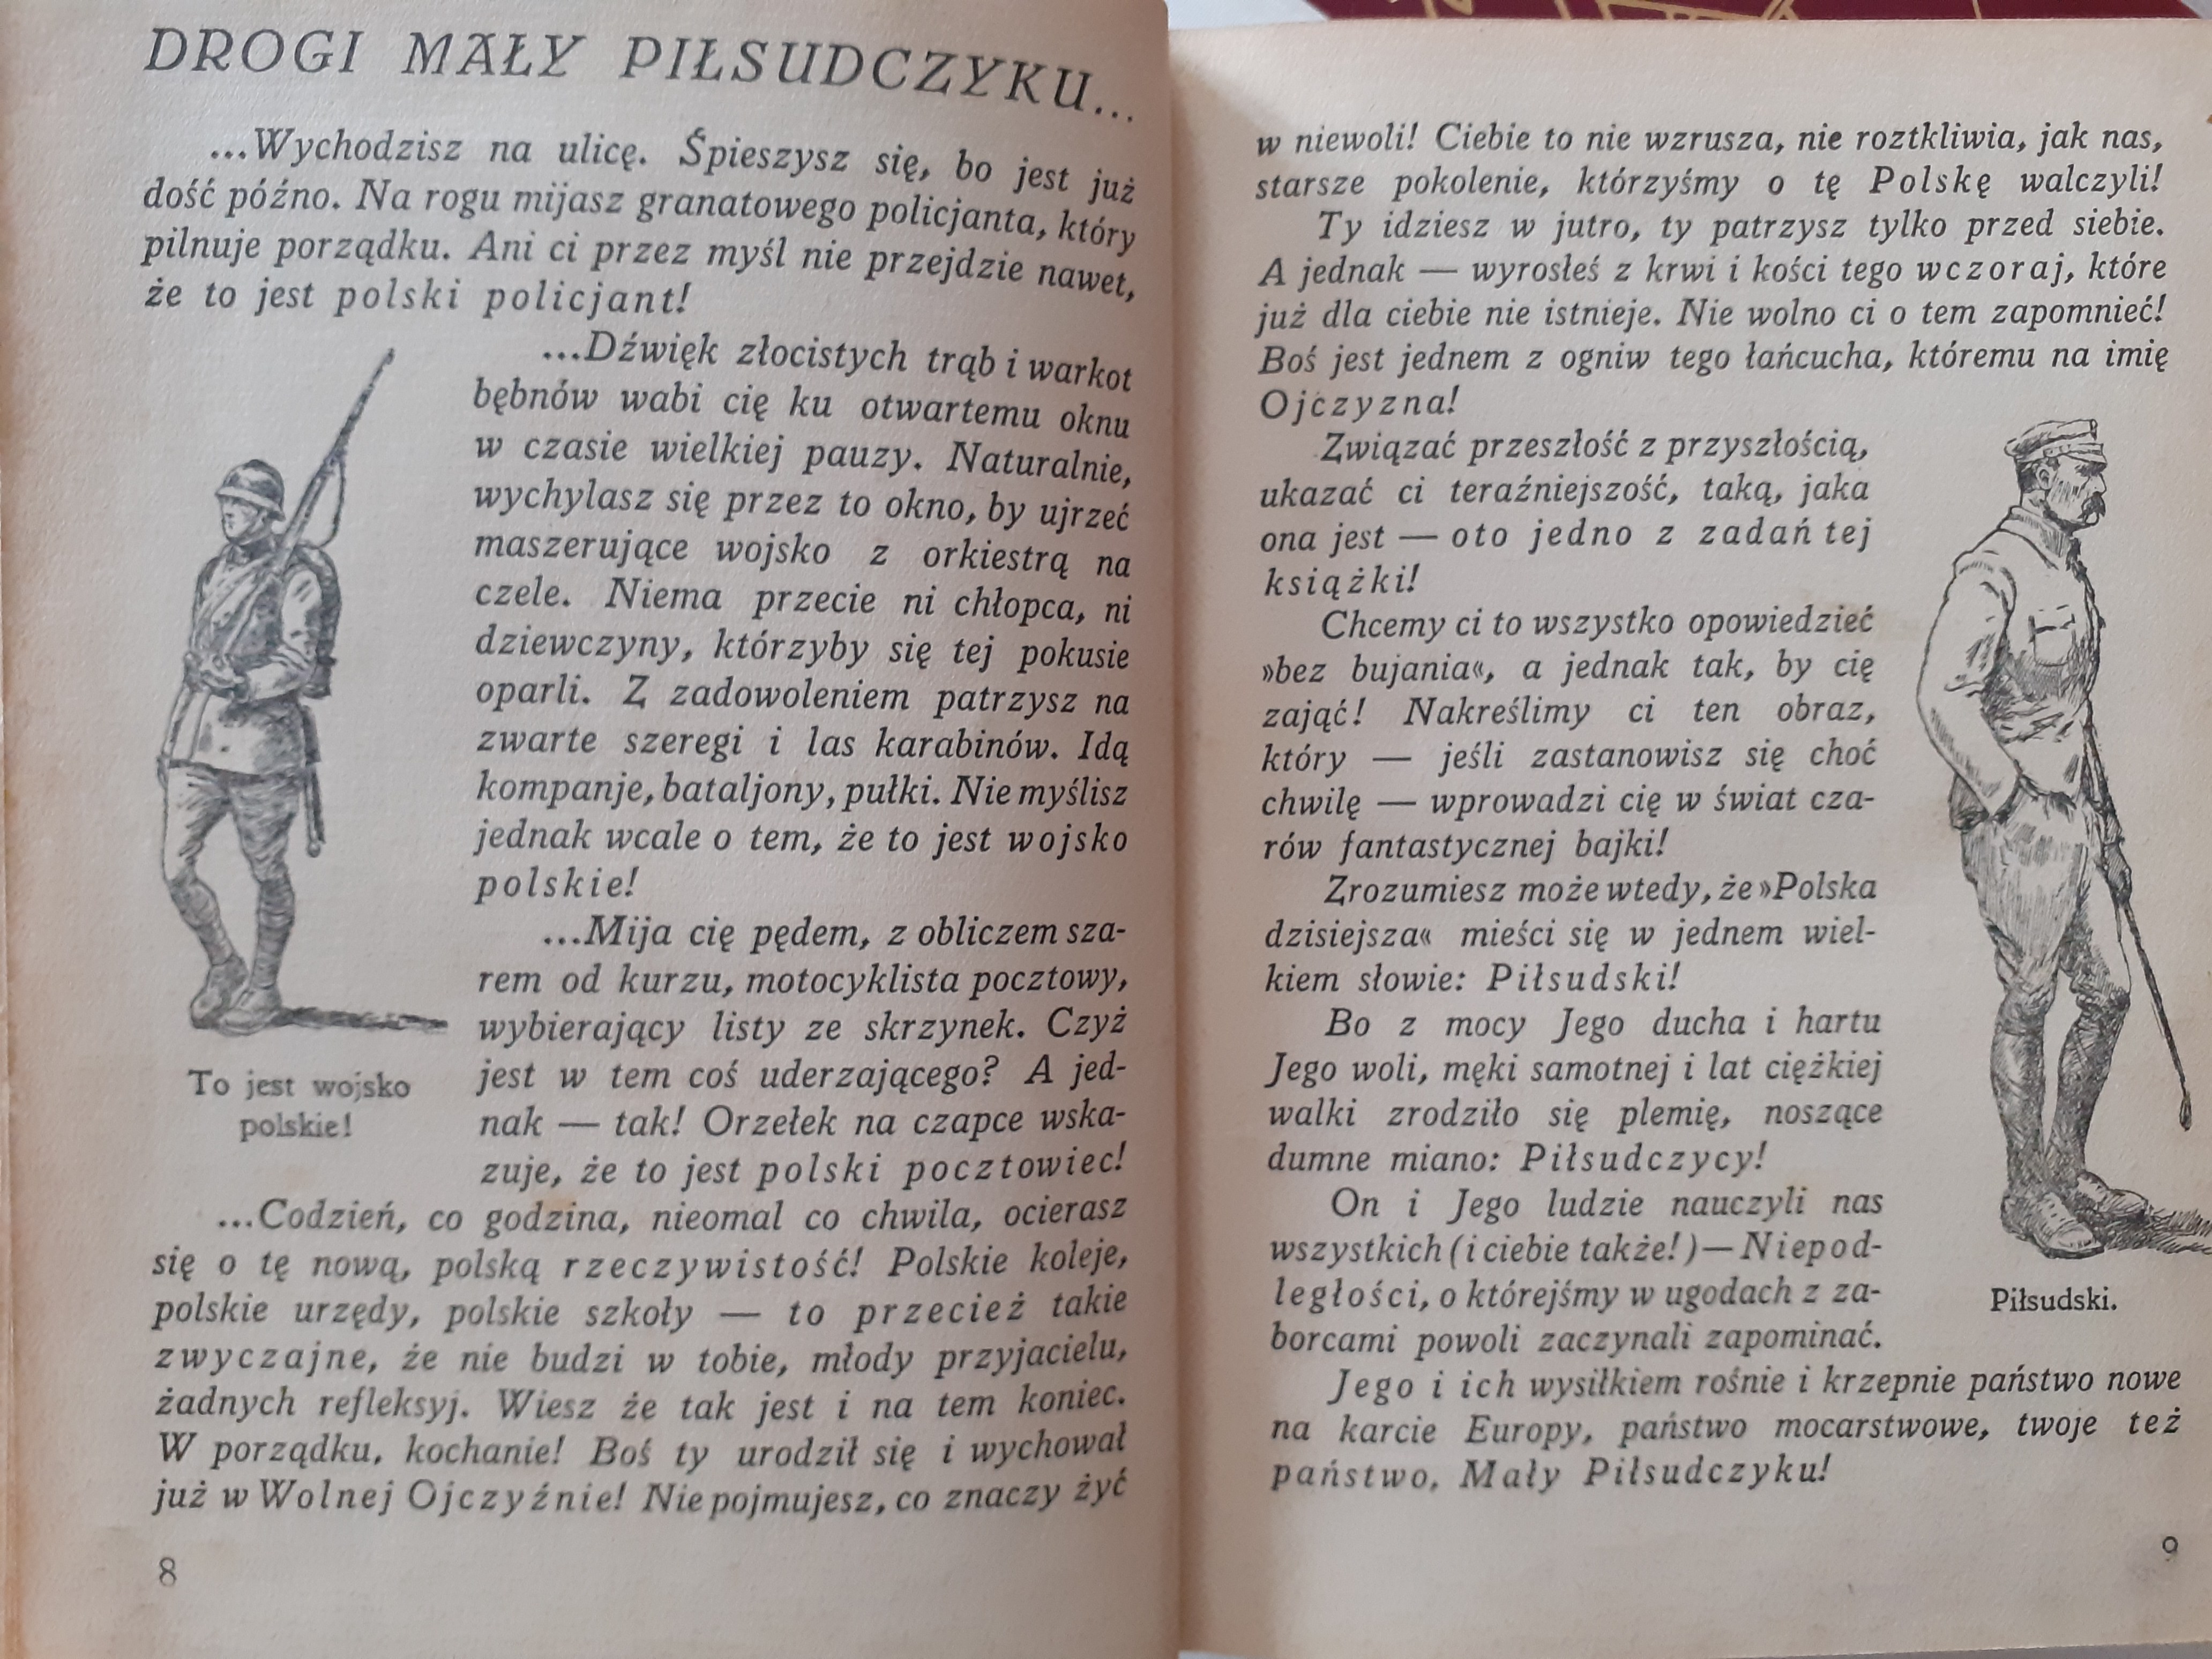 DROGI MAŁY PIŁSUDCZYKU...
...Wychodzisz na ulicę. Śpieszysz się, bo jest już
dość późno. Na rogu mijasz granatowego policjanta, który
pilnuje porządku. Ani ci przez myśl nie przejdzie nawet,
że to jest polski policjant!
...Dźwięk złocistych trąb i warkot
bębnów wabi cię ku otwartemu oknu
w czasie wielkiej pauzy. Naturalnie,
wychylasz się przez to okno, by ujrzeć
maszerujące wojsko z orkiestrą na
czele. Niema przecie ni chłopca, ni
dziewczyny, którzyby się tej pokusie
oparli. Z zadowoleniem patrzysz na
zwarte szeregi i las karabinów. Idą
kompanje, bataljony, pułki. Nie myślisz
jednak wcale o tem, że to jest wojsko
polskie!
...Mija cię pędem, z obliczem sza-
rem od kurzu, motocyklista pocztowy,
wybierający listy ze skrzynek. Czyż
jest w tem coś uderzającego? A jed-
nak — tak! Orzełek na czapce wska-
zuje, że to jest polski pocztowiec!
To jest wojsko
polskie!
...Codzień, co godzina, nieomal co chwila, ocierasz
się o tę nową, polską rzeczywistość! Polskie koleje,
polskie urzędy, polskie szkoły — to przecież takie
zwyczajne, że nie budzi w tobie, młody przyjacielu,
żadnych refleksyj. Wiesz że tak jest i na tem koniec.
W porządku, kochanie! Boś ty urodził się i wychował
już w Wolnej Ojczyźnie! Nie pojmujesz, co znaczy żyć
8
w niewoli! Ciebie to nie wzrusza, nie roztkliwia, jak nas,
starsze pokolenie, którzyśmy o tę Polskę walczyli!
Ty idziesz w jutro, ty patrzysz tylko przed siebie.
A jednak — wyrosłeś z krwi i kości tego wczoraj, które
już dla ciebie nie istnieje. Nie wolno ci o tem zapomnieć!
Boś jest jednem z ogniw tego łańcucha, któremu na imię
Ojczyzna!
Związać przeszłość z przyszłością,
ukazać ci teraźniejszość, taką, jaka
ona jest — oto jedno z zadań tej
książki!
Chcemy ci to wszystko opowiedzieć
»bez bujania«, a jednak tak, by cię
zająć! Nakreślimy ci ten obraz,
który — jeśli zastanowisz się choć
chwilę — wprowadzi cię w świat cza-
rów fantastycznej bajki!
Zrozumiesz może wtedy, że »Polska
dzisiejsza« mieści się w jednem wiel-
kiem słowie: Piłsudski!
Bo z mocy Jego ducha i hartu
Jego woli, męki samotnej i lat ciężkiej
walki zrodziło się plemię, noszące
dumne miano: Piłsudczycy!
On i Jego ludzie nauczyli nas
wszystkich (i ciebie także!) — Niepod-
ległości, o którejśmy w ugodach z za-
borcami powoli zaczynali zapominać.
Piłsudski.
Jego i ich wysiłkiem rośnie i krzepnie państwo nowe
na karcie Europy, państwo mocarstwowe, twoje też
państwo, Mały Piłsudczyku!
9